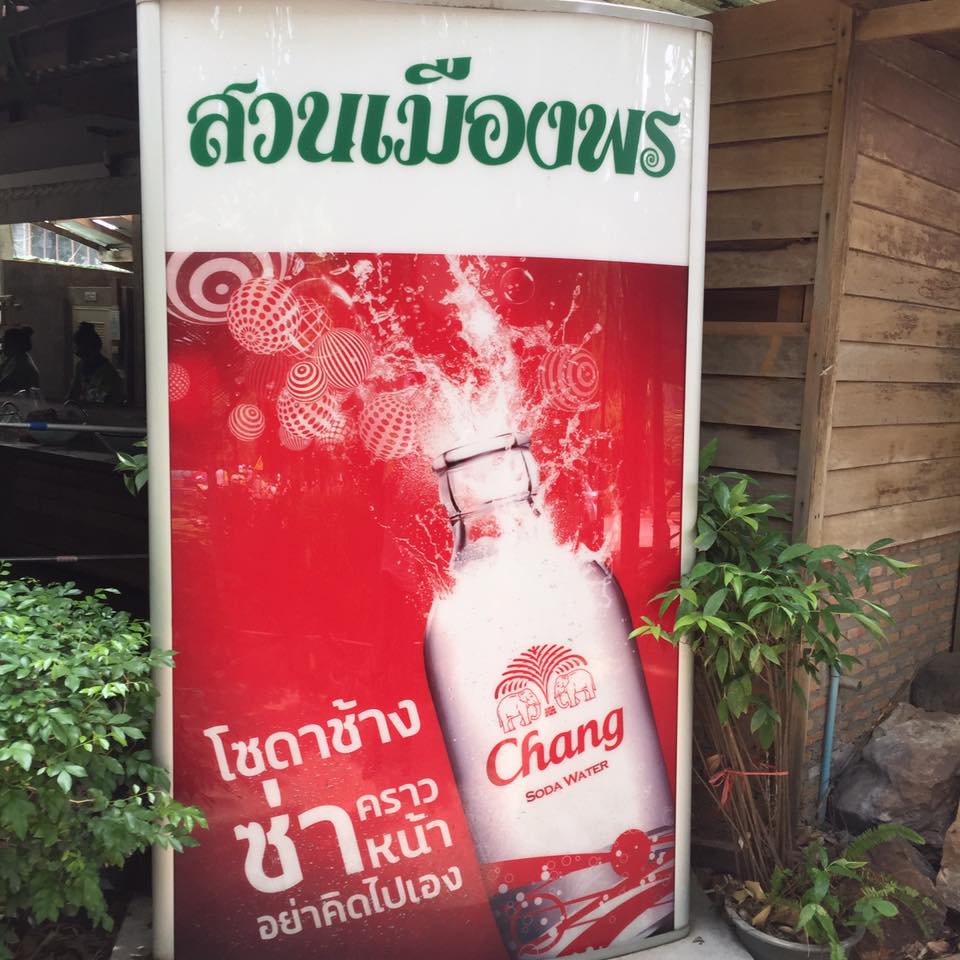 สวนเมืองพร
Chang
SODA WATER
โซดาช้าง
ซ่า คราว
หน้า
อย่าคิดไปเอง